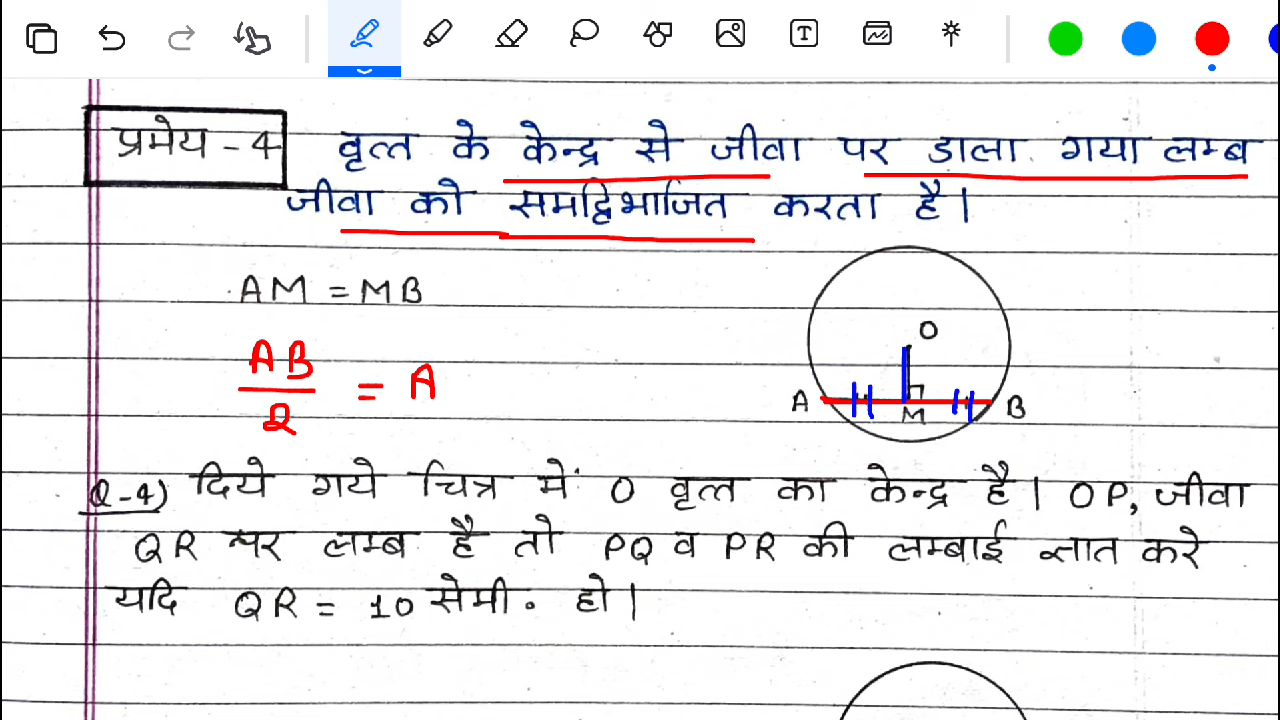 प्रमेय - 4 वृत्त के केन्द्र से जीवा पर डाला गया लम्ब
जीवा को समद्विभाजित करता है।
AM = MB
O
AB/2 = A
A M B
Q-4) दिये गये चित्र में O वृत्त का केन्द्र है। OP, जीवा
QR पर लम्ब है तो PQ व PR की लम्बाई ज्ञात करे
यदि QR = 10 सेमी. हो।